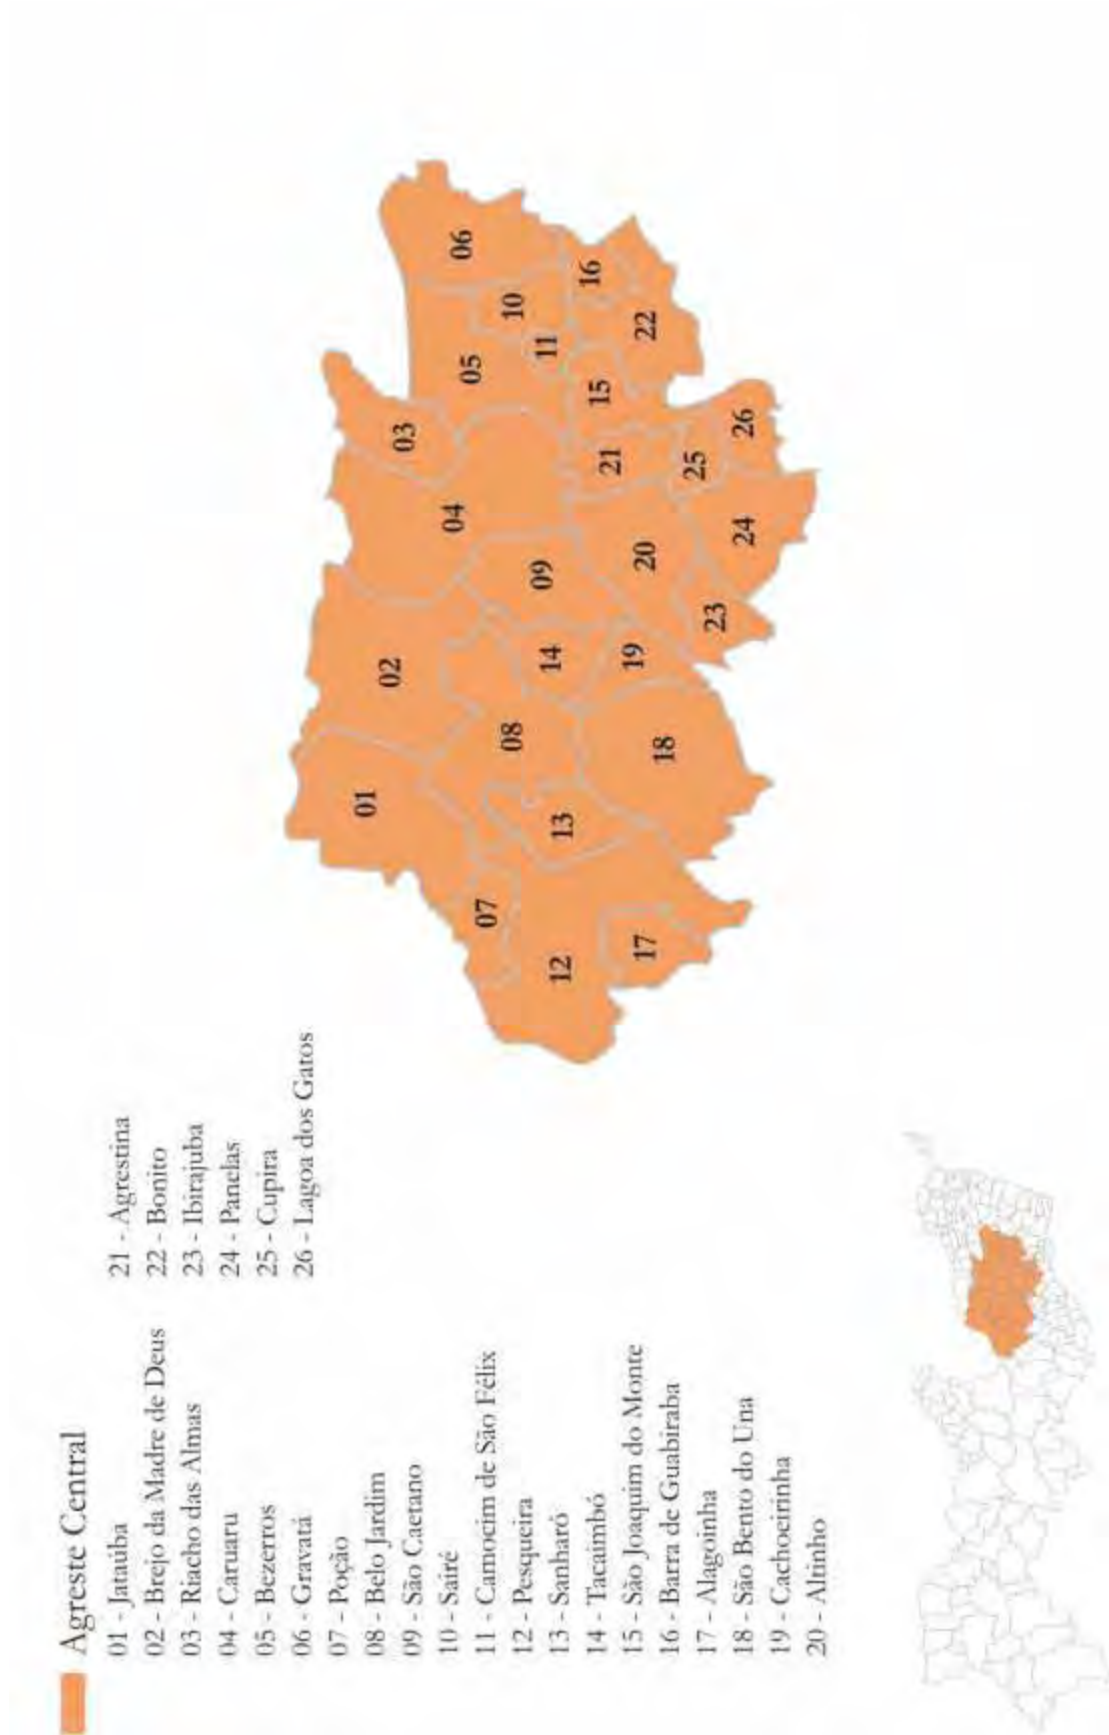 Agreste Central
01 - Jataúba
02 - Brejo da Madre de Deus
03 - Riacho das Almas
04 - Caruaru
05 - Bezerros
06 - Gravatá
07 - Poção
08 - Belo Jardim
09 - São Caetano
10 - Sairé
11 - Camocim de São Félix
12 - Pesqueira
13 - Sanharó
14 - Tacaimbó
15 - São Joaquim do Monte
16 - Barra de Guabiraba
17 - Alagoinha
18 - São Bento do Una
19 - Cachoeirinha
20 - Altinho
21 - Agrestina
22 - Bonito
23 - Ibirajuba
24 - Panelas
25 - Cupira
26 - Lagoa dos Gatos
01
02
03
04
05
06
07
08
09
10
11
12
13
14
15
16
17
18
19
20
21
22
23
24
25
26